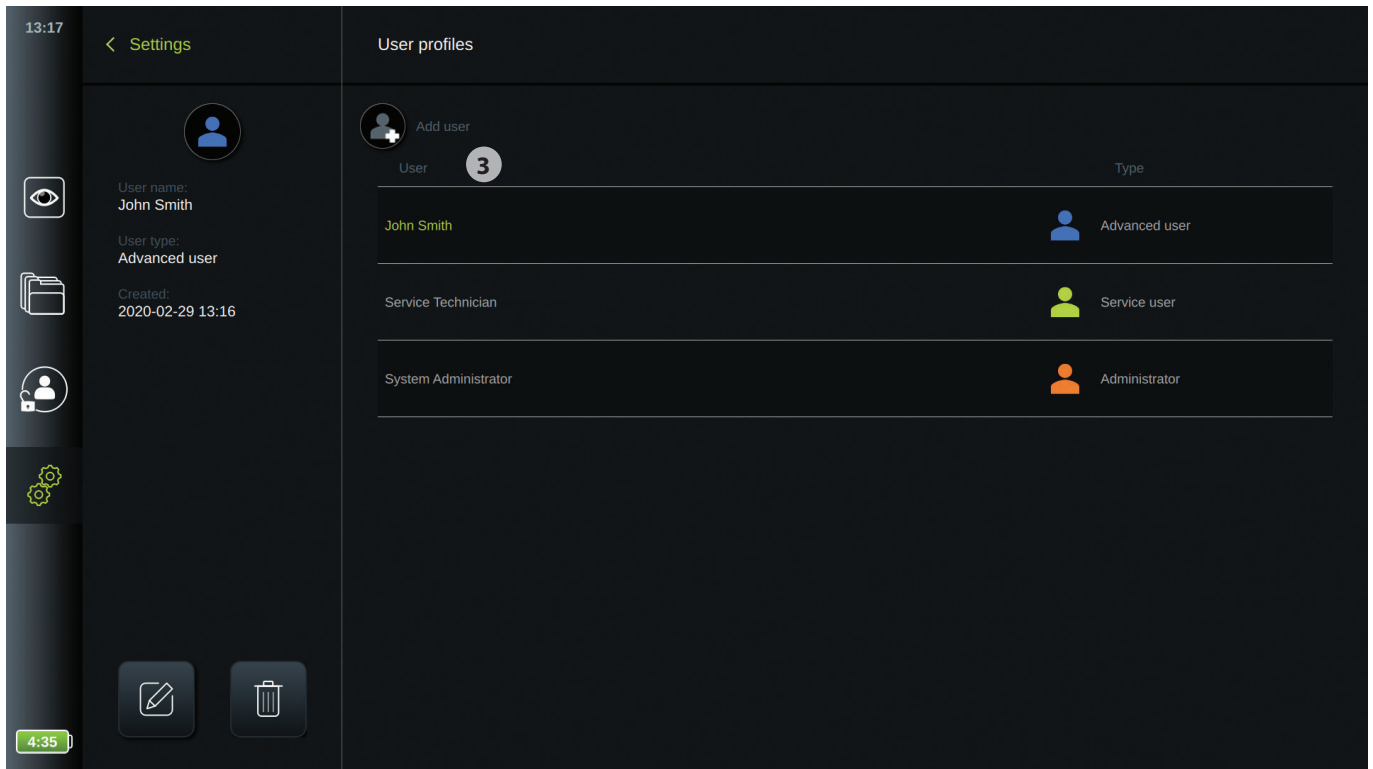 13:17
Settings
User profiles
Add user
User
3
Type
User name:
John Smith
User type:
Advanced user
Created:
2020-02-29 13:16
John Smith
Advanced user
Service Technician
Service user
System Administrator
Administrator
4:35